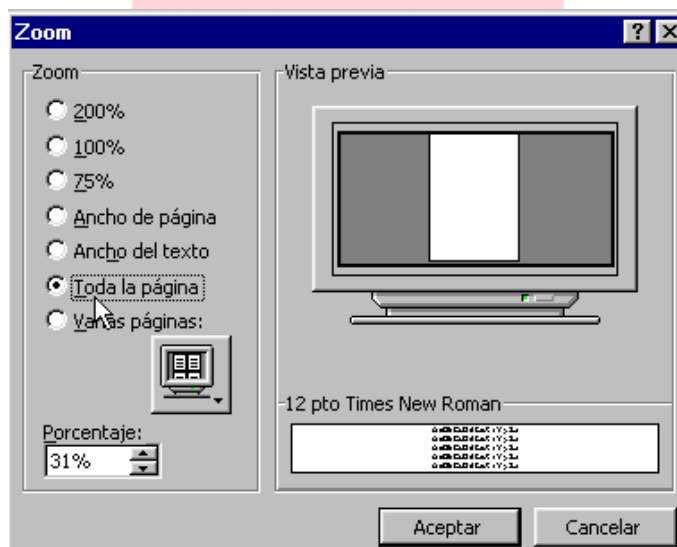 Zoom
Zoom
200%
100%
75%
Ancho de página
Ancho del texto
Toda la página
Varias páginas:
Porcentaje:
31%
Vista previa
12 pto Times New Roman
Aceptar
Cancelar